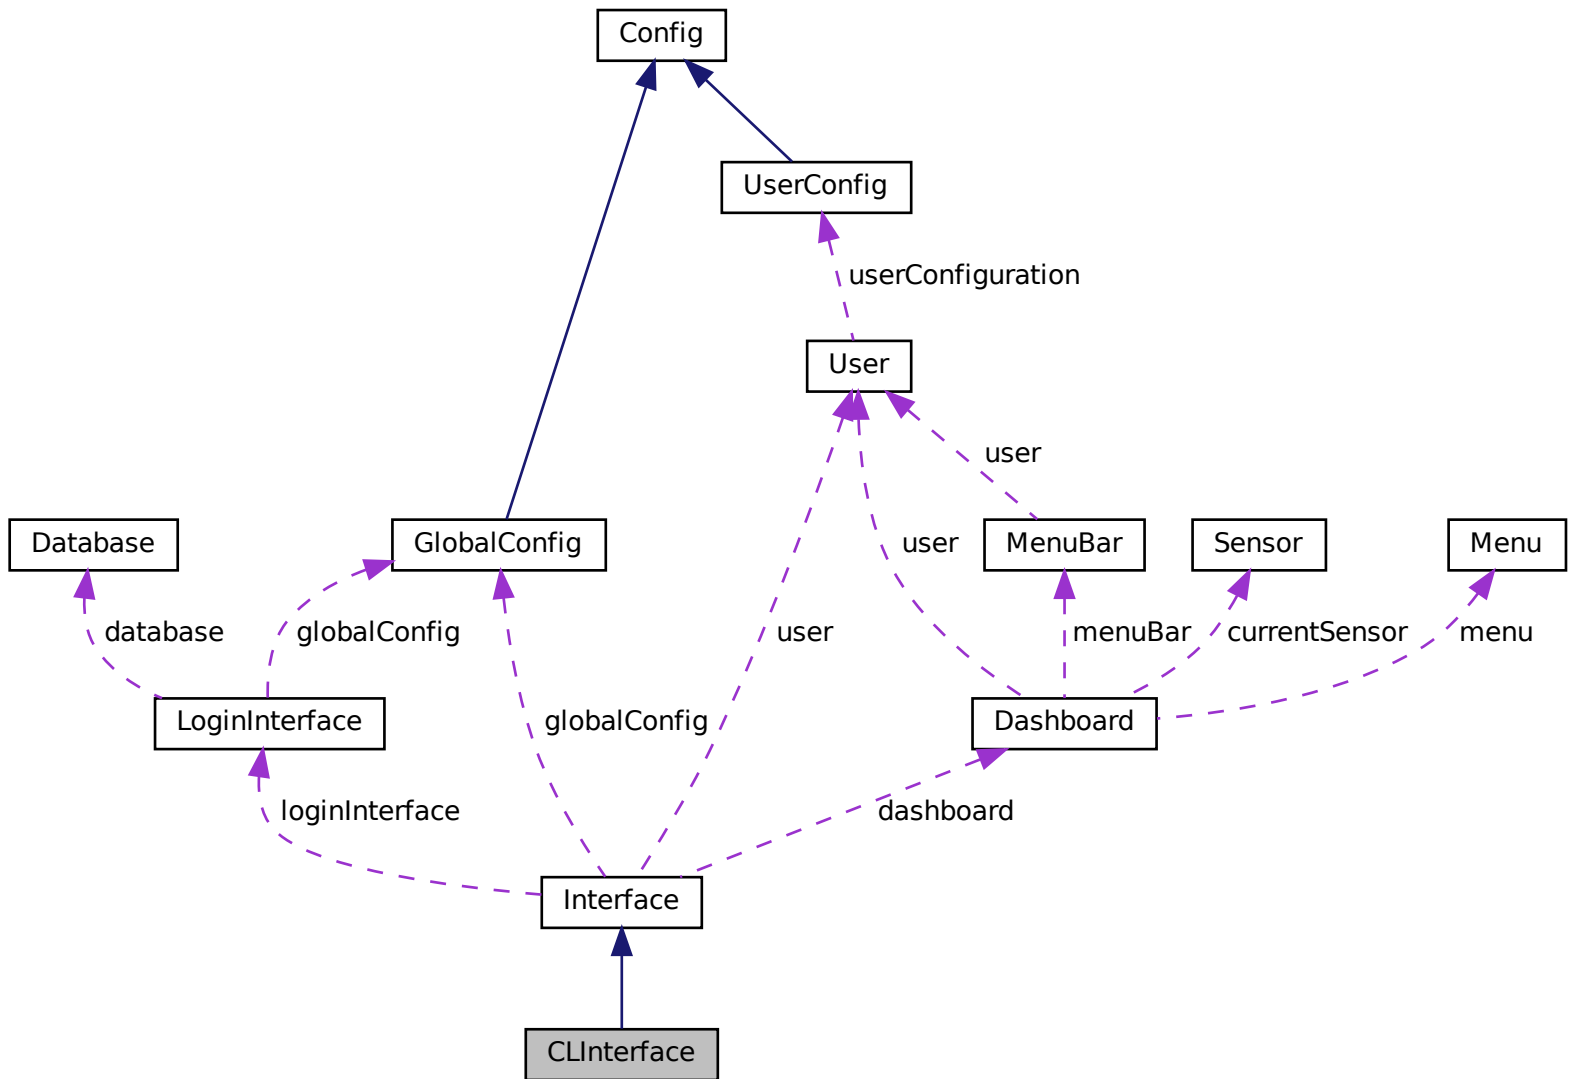 Config
UserConfig
userConfiguration
User
user
Database
GlobalConfig
user
MenuBar
Sensor
Menu
database
globalConfig
user
menuBar
currentSensor
menu
LoginInterface
globalConfig
Dashboard
loginInterface
dashboard
Interface
CLInterface